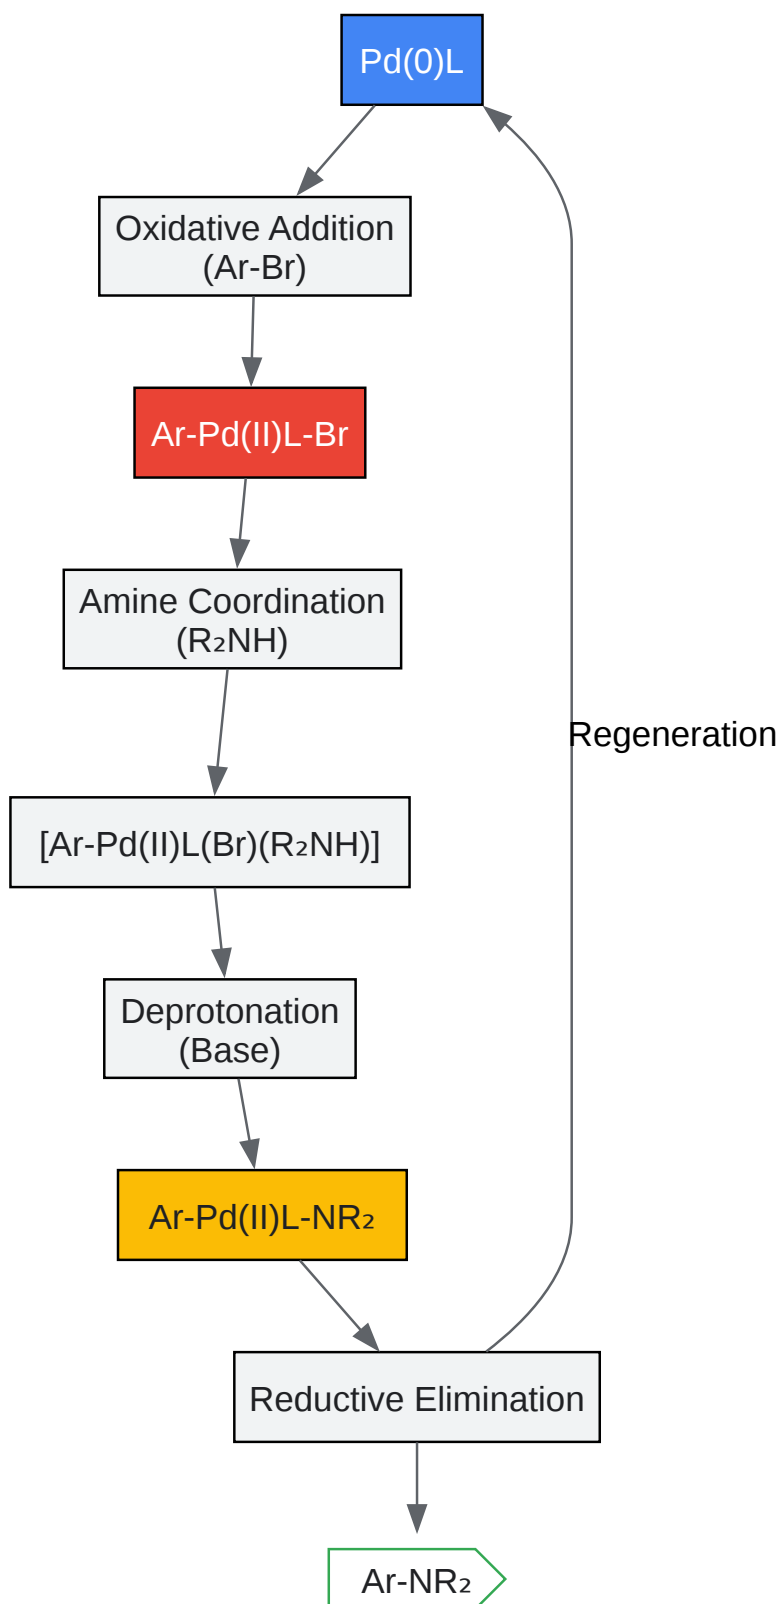 Pd(0)L
Oxidative Addition
(Ar-Br)
Ar-Pd(II)L-Br
Amine Coordination
(R₂NH)
Regeneration
[Ar-Pd(II)L(Br)(R₂NH)]
Deprotonation
(Base)
Ar-Pd(II)L-NR₂
Reductive Elimination
Ar-NR₂